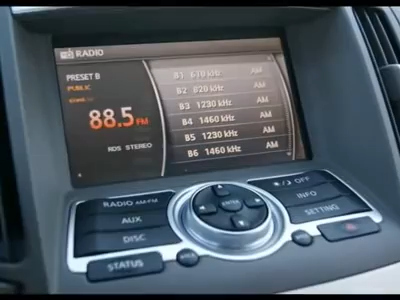 RADIO
PRESET B
PUBLIC
88.5 FM
RDS STEREO
B1 610 kHz AM
B2 820 kHz AM
B3 1230 kHz AM
B4 1460 kHz AM
B5 1230 kHz AM
B6 1460 kHz AM
RADIO AM·FM
AUX
DISC
STATUS
ENTER
OFF
INFO
SETTING